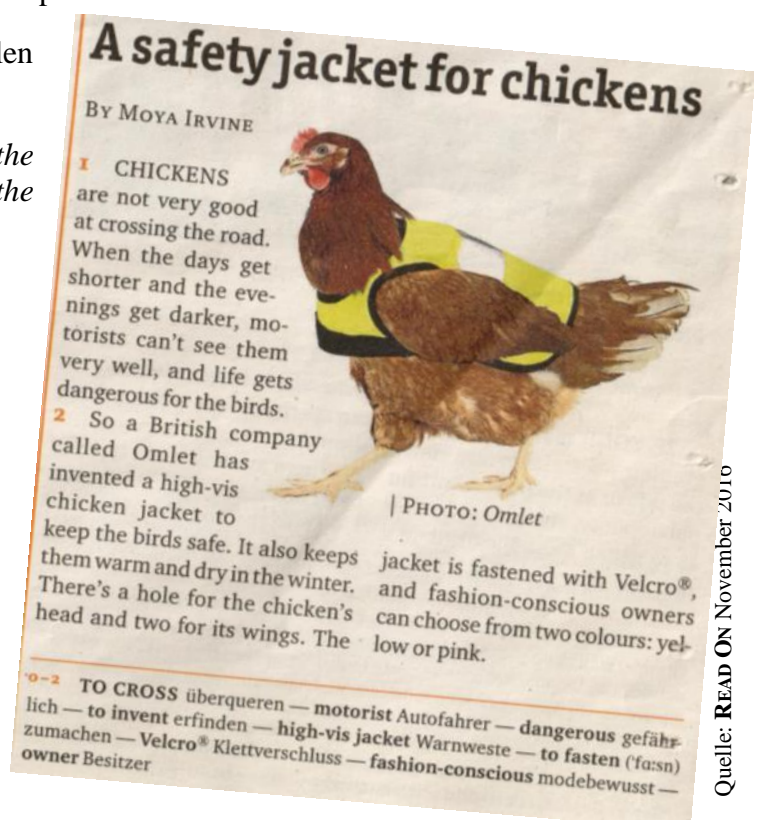 len
the
the
A safety jacket for chickens
BY MOYA IRVINE
1 CHICKENS
are not very good
at crossing the road.
When the days get
shorter and the eve-
nings get darker, mo-
torists can't see them
very well, and life gets
dangerous for the birds.
2 So a British company
called Omlet has
invented a high-vis
chicken jacket to
keep the birds safe. It also keeps
them warm and dry in the winter.
There's a hole for the chicken's
head and two for its wings. The
| PHOTO: Omlet
jacket is fastened with Velcro®,
and fashion-conscious owners
can choose from two colours: yel-
low or pink.
0–2 TO CROSS überqueren — motorist Autofahrer — dangerous gefähr-
lich — to invent erfinden — high-vis jacket Warnweste — to fasten ('fɑːsn)
zumachen — Velcro® Klettverschluss — fashion-conscious modebewusst —
owner Besitzer
Quelle: READ ON November 2016